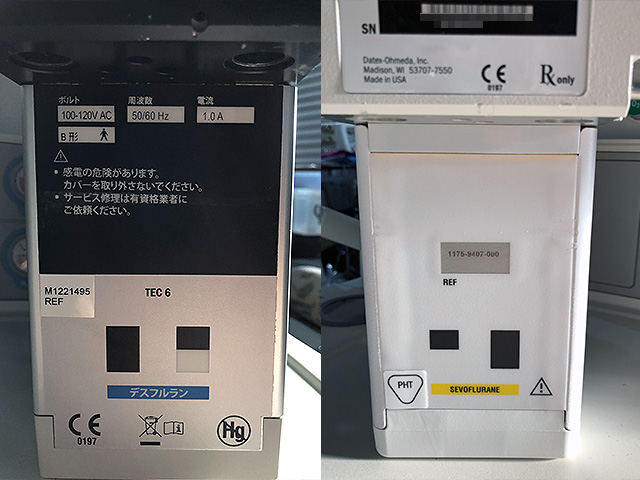 ボルト
100-120V AC
周波数
50/60 Hz
電流
1.0 A
B 形
• 感電の危険があります。
カバーを取り外さないでください。
• サービス修理は有資格業者に
ご依頼ください。
M1221495
REF
TEC 6
デスフルラン
CE
0197
Hg
SN
Datex-Ohmeda, Inc.
Madison, WI 53707-7550
Made in USA
CE
0197
Rx only
1175-9407-000
REF
PHT
SEVOFLURANE